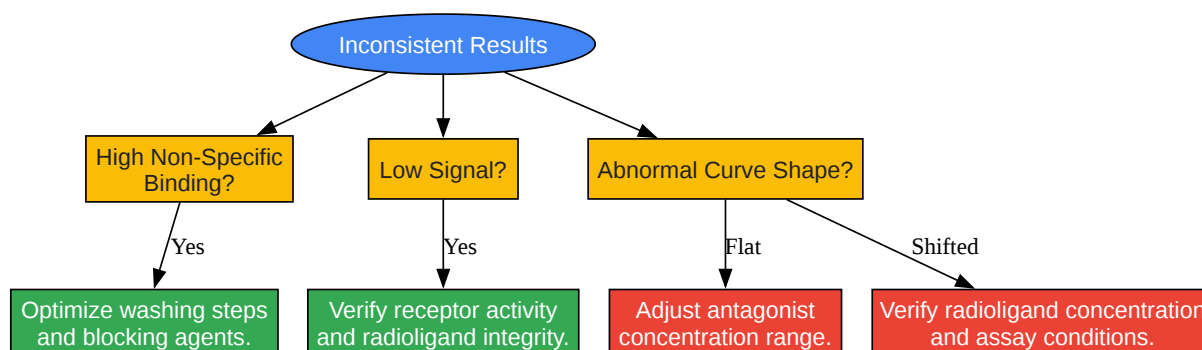 Inconsistent Results
High Non-Specific
Binding?
Low Signal?
Abnormal Curve Shape?
Yes
Yes
Flat
Shifted
Optimize washing steps
and blocking agents.
Verify receptor activity
and radioligand integrity.
Adjust antagonist
concentration range.
Verify radioligand concentration
and assay conditions.